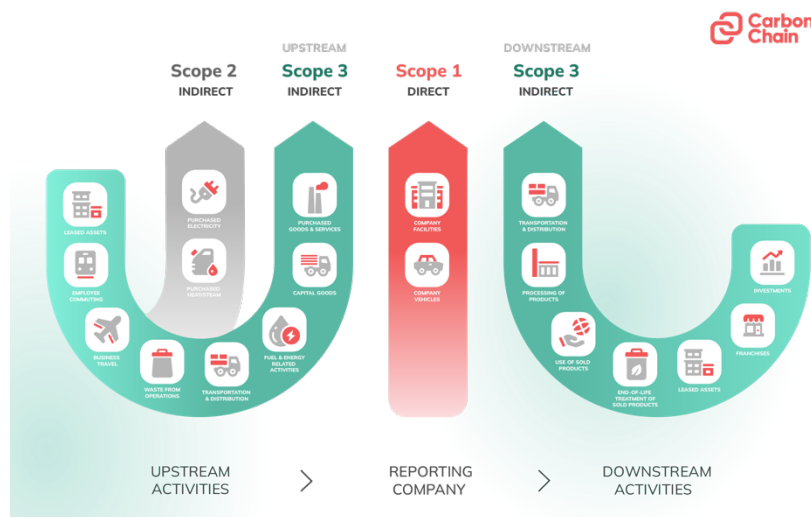 Carbon
Chain
Scope 2
INDIRECT
UPSTREAM
Scope 3
INDIRECT
Scope 1
DIRECT
DOWNSTREAM
Scope 3
INDIRECT
LEASED ASSETS
EMPLOYEE
COMMUTING
BUSINESS
TRAVEL
WASTE FROM
OPERATIONS
TRANSPORTATION
& DISTRIBUTION
FUEL & ENERGY
RELATED
ACTIVITIES
CAPITAL GOODS
PURCHASED
GOODS & SERVICES
PURCHASED
ELECTRICITY
PURCHASED
HEAT/STEAM
COMPANY
FACILITIES
COMPANY
VEHICLES
TRANSPORTATION
& DISTRIBUTION
PROCESSING OF
PRODUCTS
USE OF SOLD
PRODUCTS
END-OF-LIFE
TREATMENT OF
SOLD PRODUCTS
LEASED ASSETS
FRANCHISES
INVESTMENTS
UPSTREAM
ACTIVITIES
REPORTING
COMPANY
DOWNSTREAM
ACTIVITIES